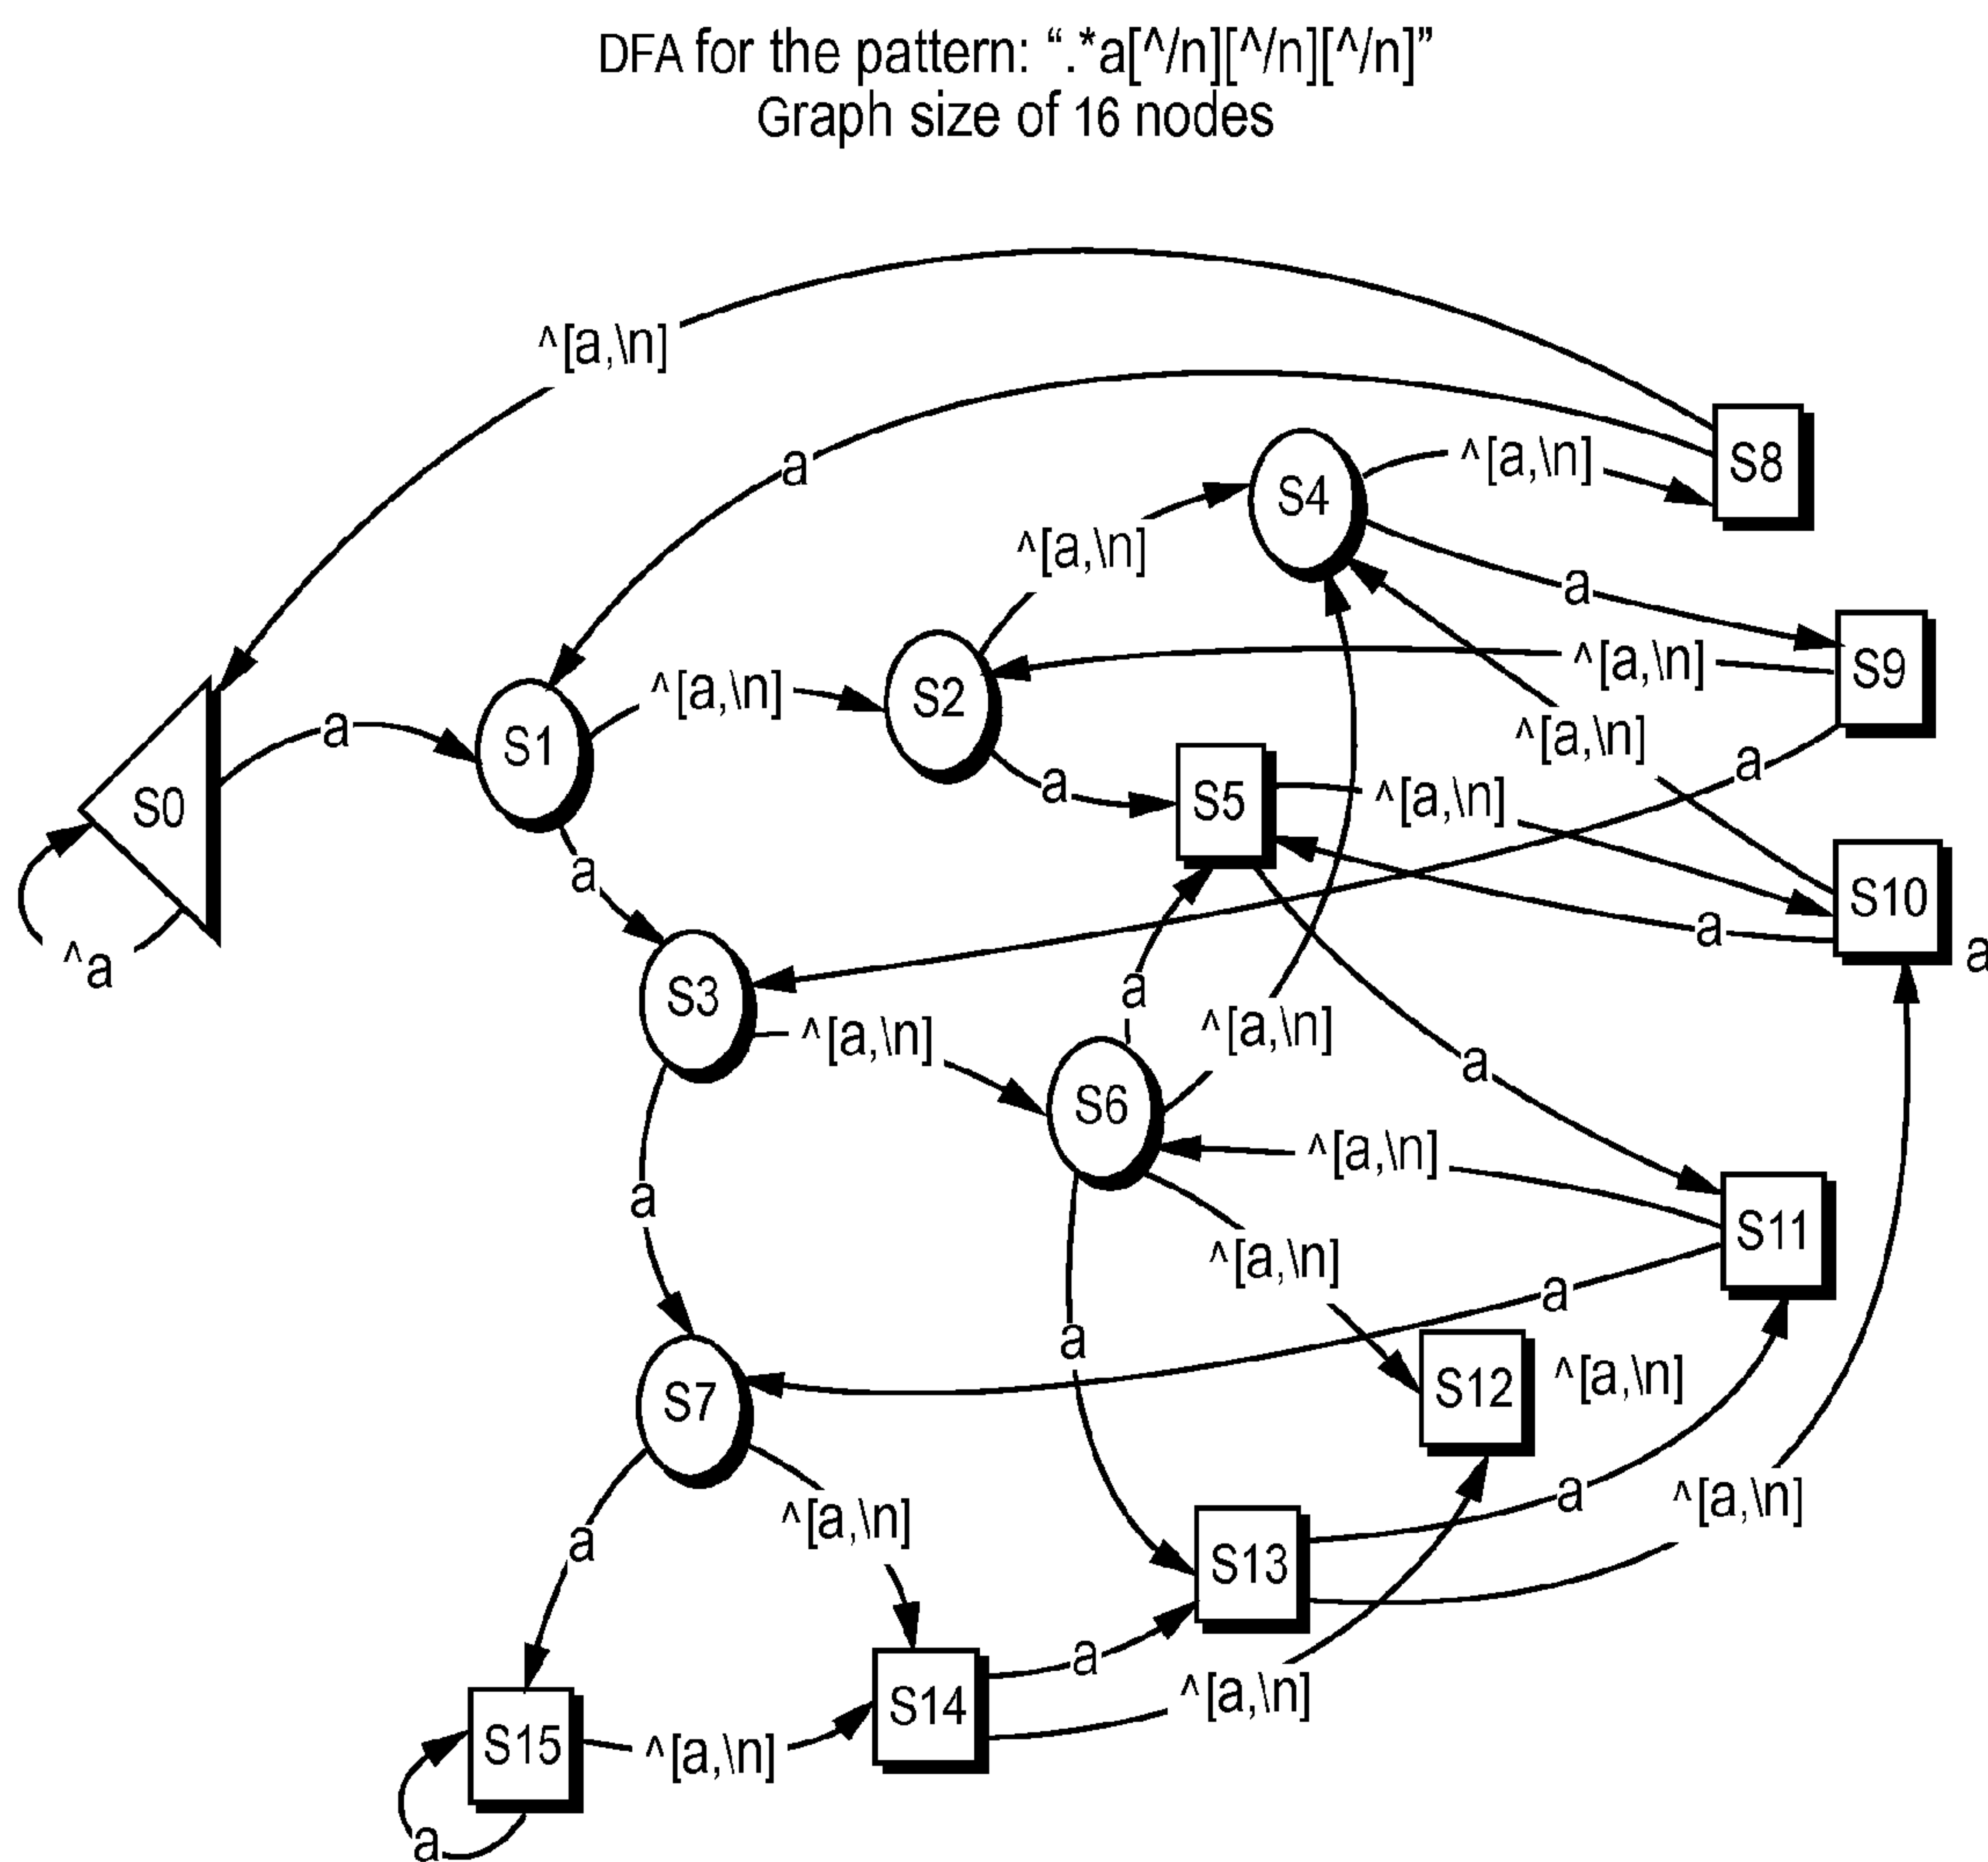 DFA for the pattern: “.*a[^/n][^/n][^/n]”
Graph size of 16 nodes
^[a,\n]
a
S8
S4
^[a,\n]
^[a,\n]
a
S9
^[a,\n]
S2
^[a,\n]
S1
a
^[a,\n]
a
S5
^[a,\n]
a
S0
a
S10
a
a
^a
S3
a
^[a,\n]
^[a,\n]
a
S6
^[a,\n]
S11
a
^[a,\n]
a
a
S12
^[a,\n]
S7
a
^[a,\n]
^[a,\n]
a
S13
a
^[a,\n]
S14
S15
^[a,\n]
a